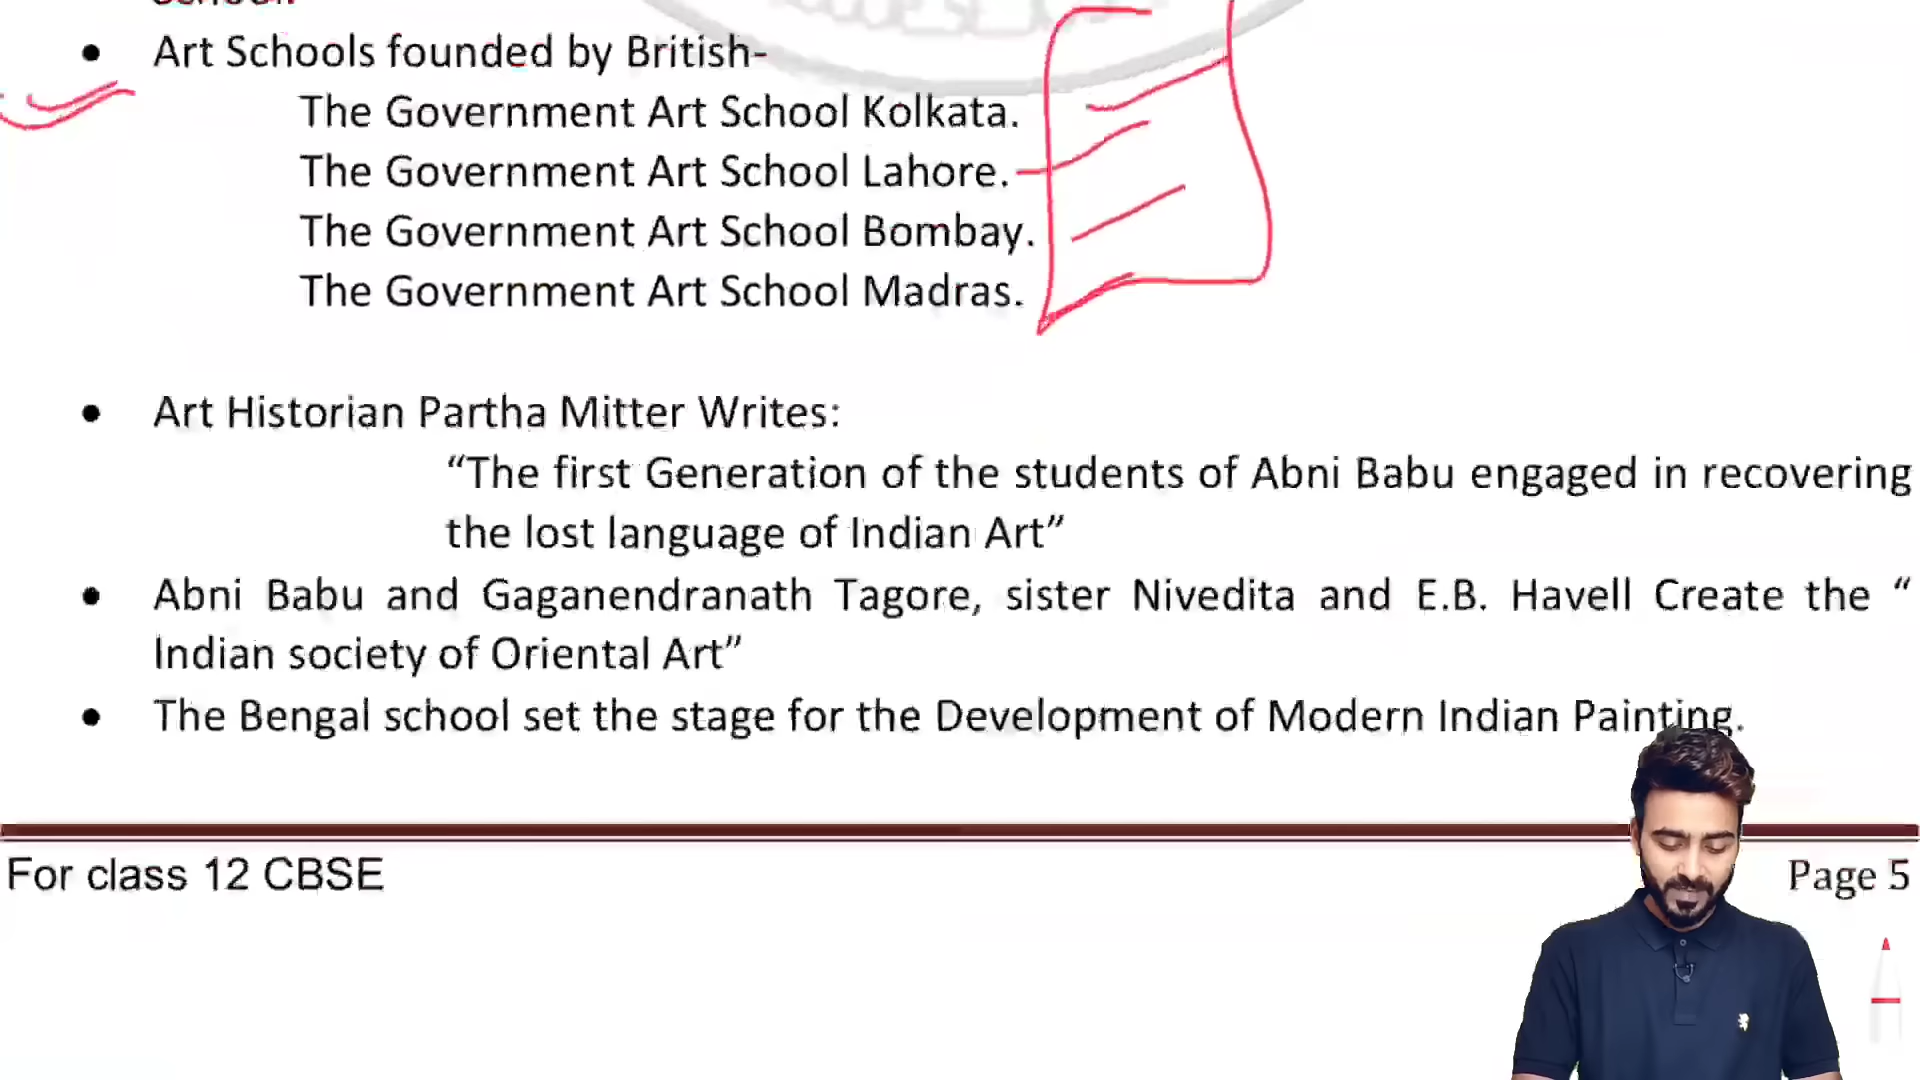 Art Schools founded by British-
The Government Art School Kolkata.
The Government Art School Lahore.
The Government Art School Bombay.
The Government Art School Madras.
Art Historian Partha Mitter Writes:
“The first Generation of the students of Abni Babu engaged in recovering
the lost language of Indian Art”
Abni Babu and Gaganendranath Tagore, sister Nivedita and E.B. Havell Create the “
Indian society of Oriental Art”
The Bengal school set the stage for the Development of Modern Indian Painting.
For class 12 CBSE
Page 5